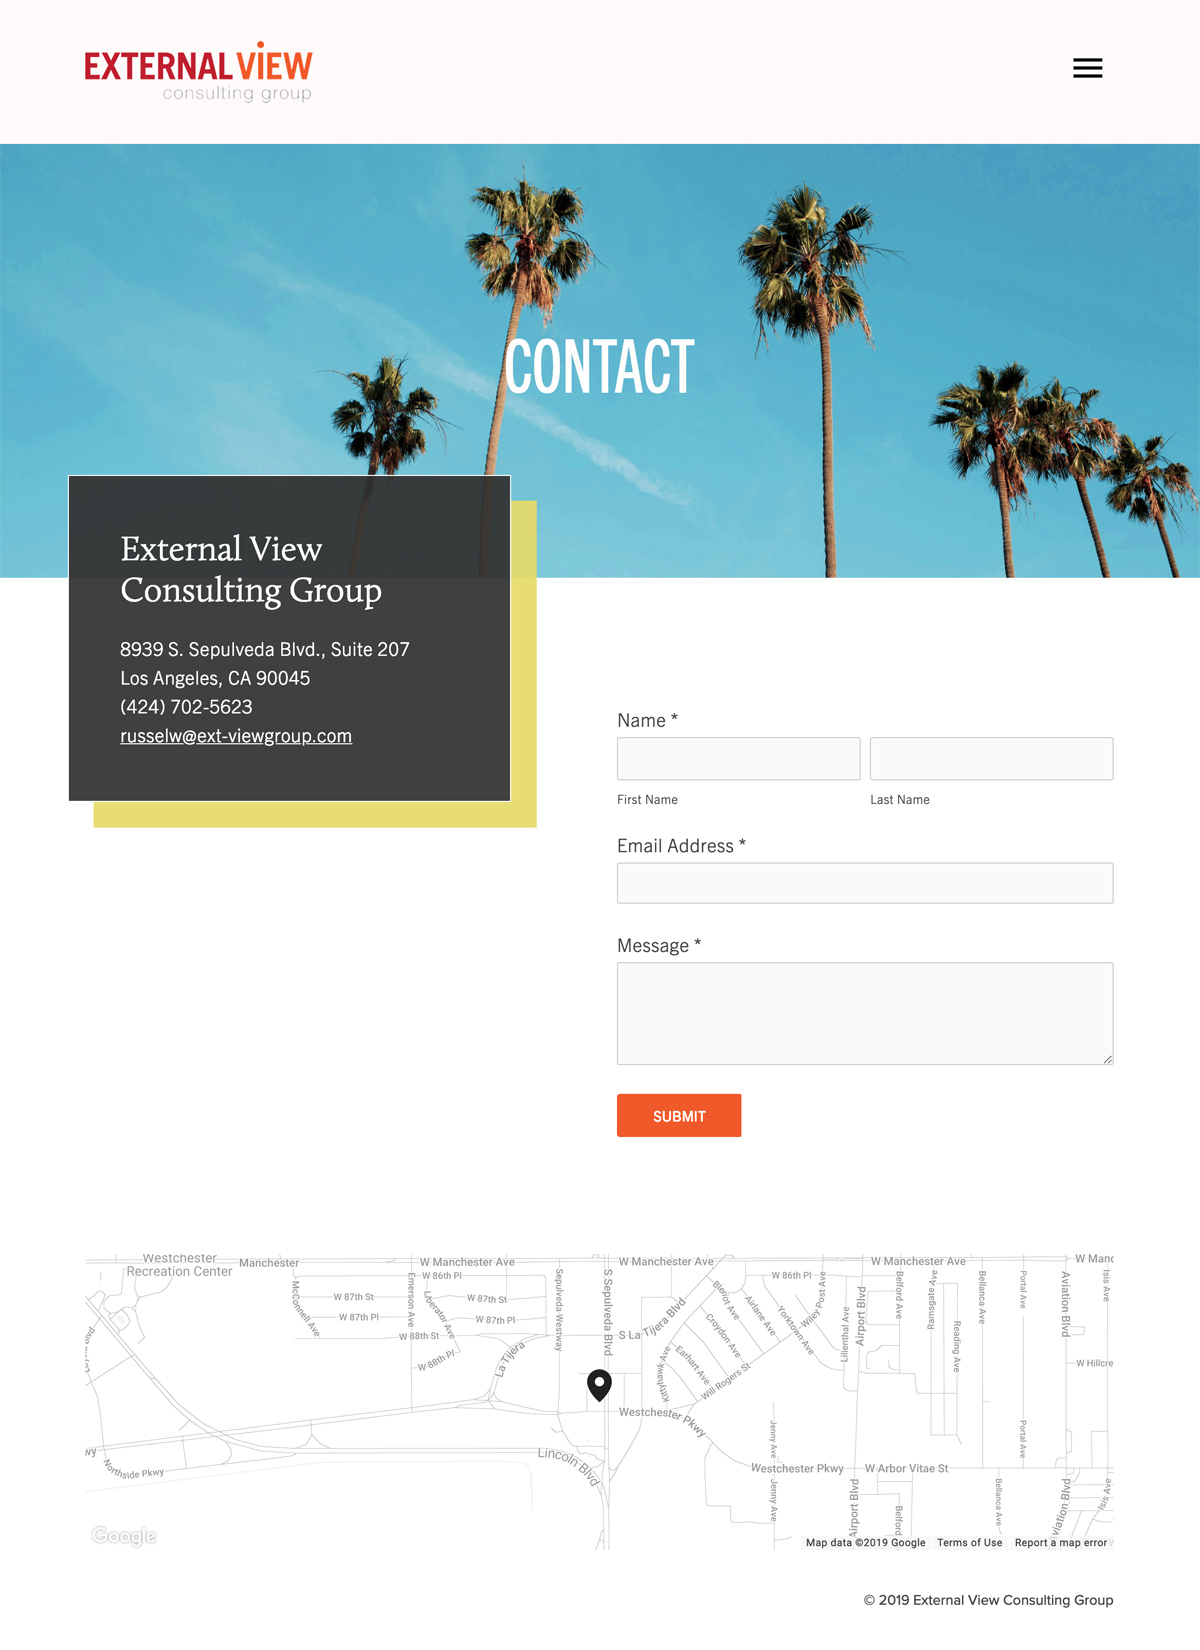 EXTERNAL VIEW
consulting group
CONTACT
External View
Consulting Group
8939 S. Sepulveda Blvd., Suite 207
Los Angeles, CA 90045
(424) 702-5623
russelw@ext-viewgroup.com
Name *
First Name
Last Name
Email Address *
Message *
SUBMIT
Westchester
Recreation Center
Manchester
W Manchester Ave
W Manchester Ave
W Manchester Ave
W Manc
W 86th Pl
W 86th Pl
W 87th St
W 87th St
W 87th Pl
W 87th Pl
W 88th St
W 88th Pl
McConnell Ave
Emerson Ave
Liberator Ave
La Tijera
Sepulveda Westway
S Sepulveda Blvd
S La Tijera Blvd
Bleriot Ave
Airlane Ave
Croydon Ave
Yorktown Ave
Wiley Post Ave
Earhart Ave
Kittyhawk Ave
Will Rogers St
Lilienthal Ave
Airport Blvd
Belford Ave
Ramsgate Ave
Reading Ave
Bellanca Ave
Portal Ave
Aviation Blvd
Isis Ave
W Hillcre
Westchester Pkwy
Lincoln Blvd
Northside Pkwy
wy
Jenny Ave
Portal Ave
Westchester Pkwy
W Arbor Vitae St
Jenny Ave
Airport Blvd
Belford
Bellanca Ave
viation Blvd
Isis Ave
Google
Map data ©2019 Google
Terms of Use
Report a map error
© 2019 External View Consulting Group